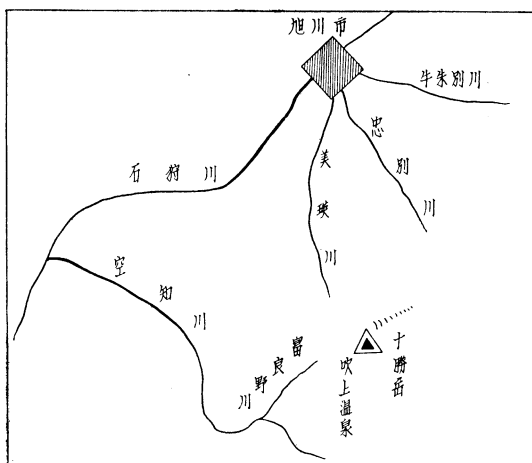 旭川市
牛朱別川
忠別川
美瑛川
石狩川
空知川
富良野川
十勝岳
吹上温泉